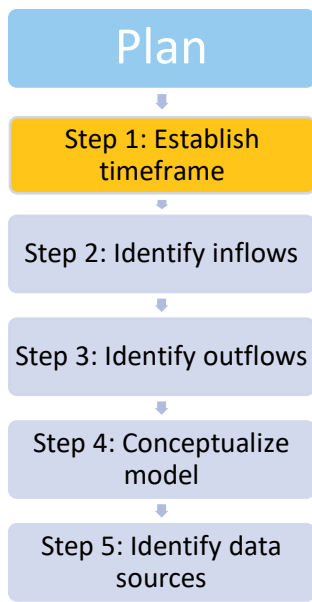 Plan
Step 1: Establish
timeframe
Step 2: Identify inflows
Step 3: Identify outflows
Step 4: Conceptualize
model
Step 5: Identify data
sources